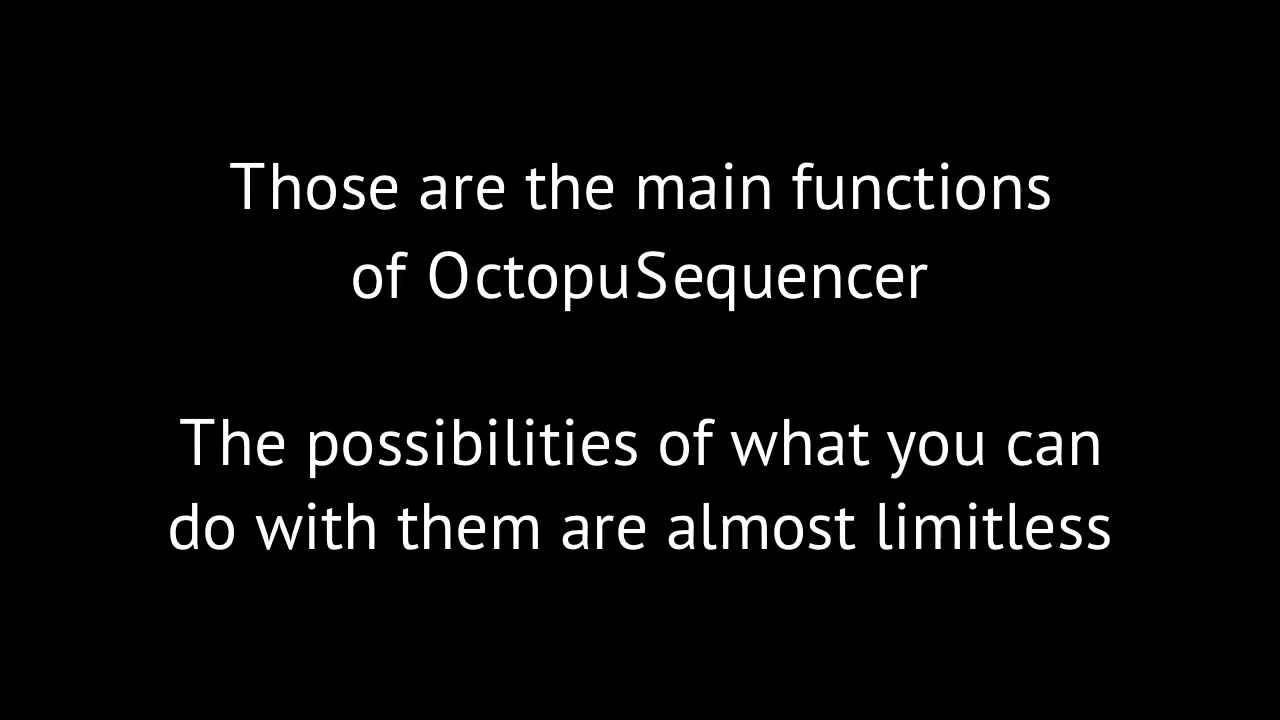 Those are the main functions
of OctopuSequencer
The possibilities of what you can
do with them are almost limitless